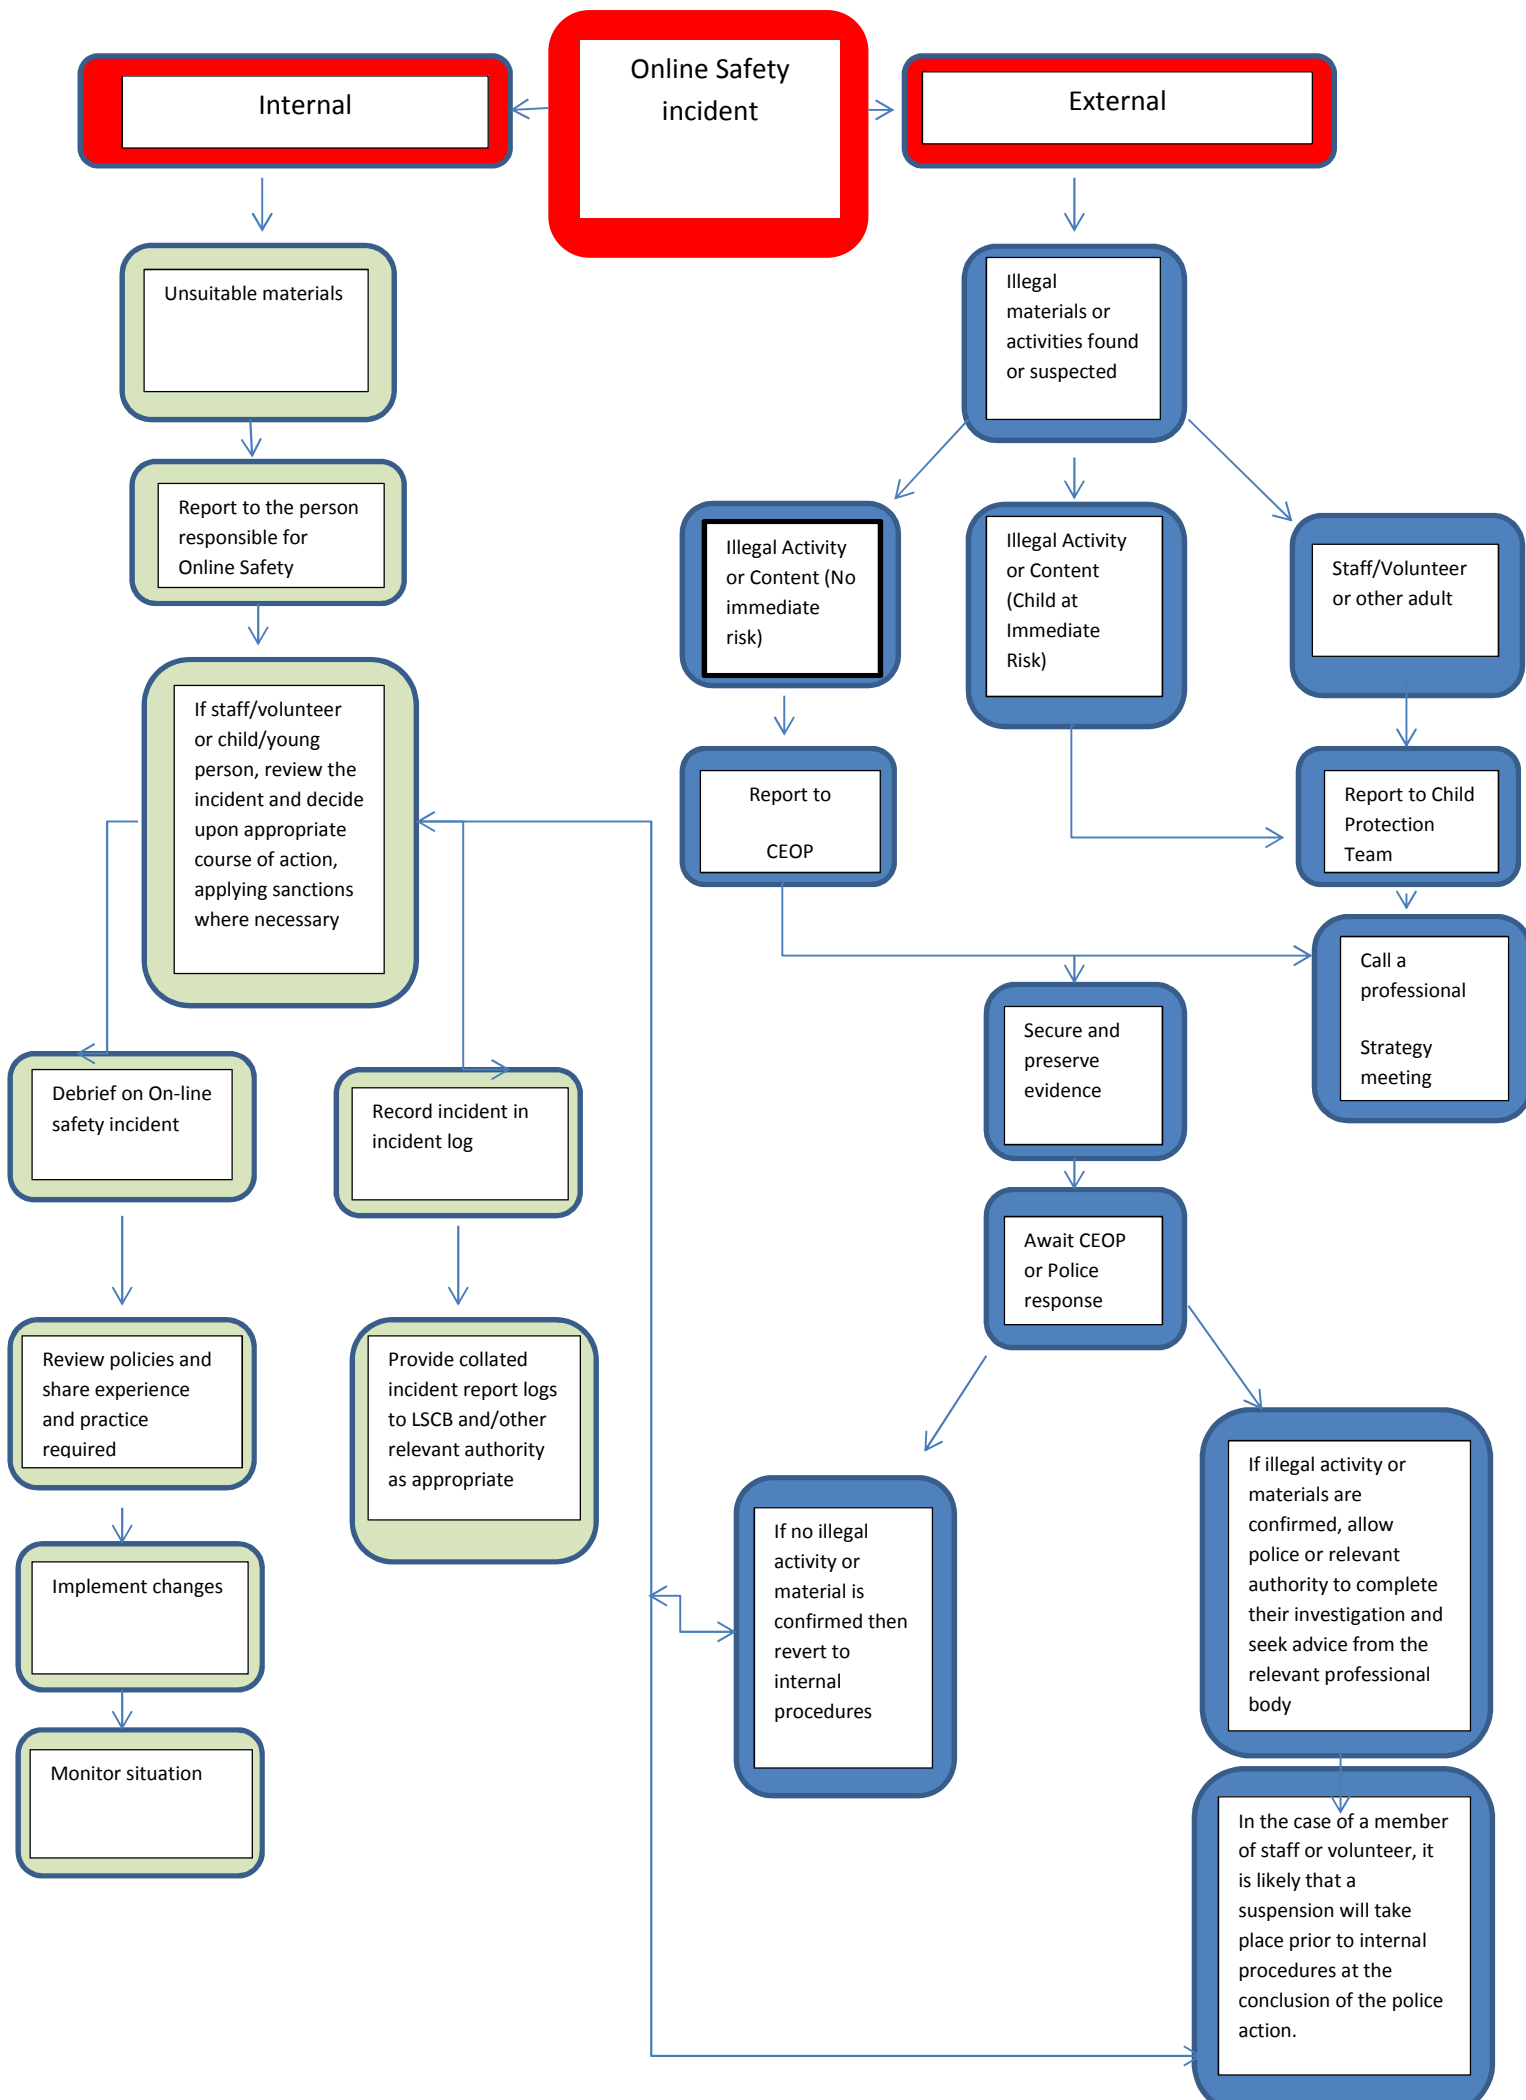 Online Safety
incident
Internal
External
Unsuitable materials
Report to the person
responsible for
Online Safety
If staff/volunteer
or child/young
person, review the
incident and decide
upon appropriate
course of action,
applying sanctions
where necessary
Debrief on On-line
safety incident
Record incident in
incident log
Review policies and
share experience
and practice
required
Provide collated
incident report logs
to LSCB and/other
relevant authority
as appropriate
Implement changes
Monitor situation
Illegal
materials or
activities found
or suspected
Illegal Activity
or Content (No
immediate
risk)
Illegal Activity
or Content
(Child at
Immediate
Risk)
Staff/Volunteer
or other adult
Report to
CEOP
Report to Child
Protection
Team
Call a
professional
Strategy
meeting
Secure and
preserve
evidence
Await CEOP
or Police
response
If no illegal
activity or
material is
confirmed then
revert to
internal
procedures
If illegal activity or
materials are
confirmed, allow
police or relevant
authority to complete
their investigation and
seek advice from the
relevant professional
body
In the case of a member
of staff or volunteer, it
is likely that a
suspension will take
place prior to internal
procedures at the
conclusion of the police
action.